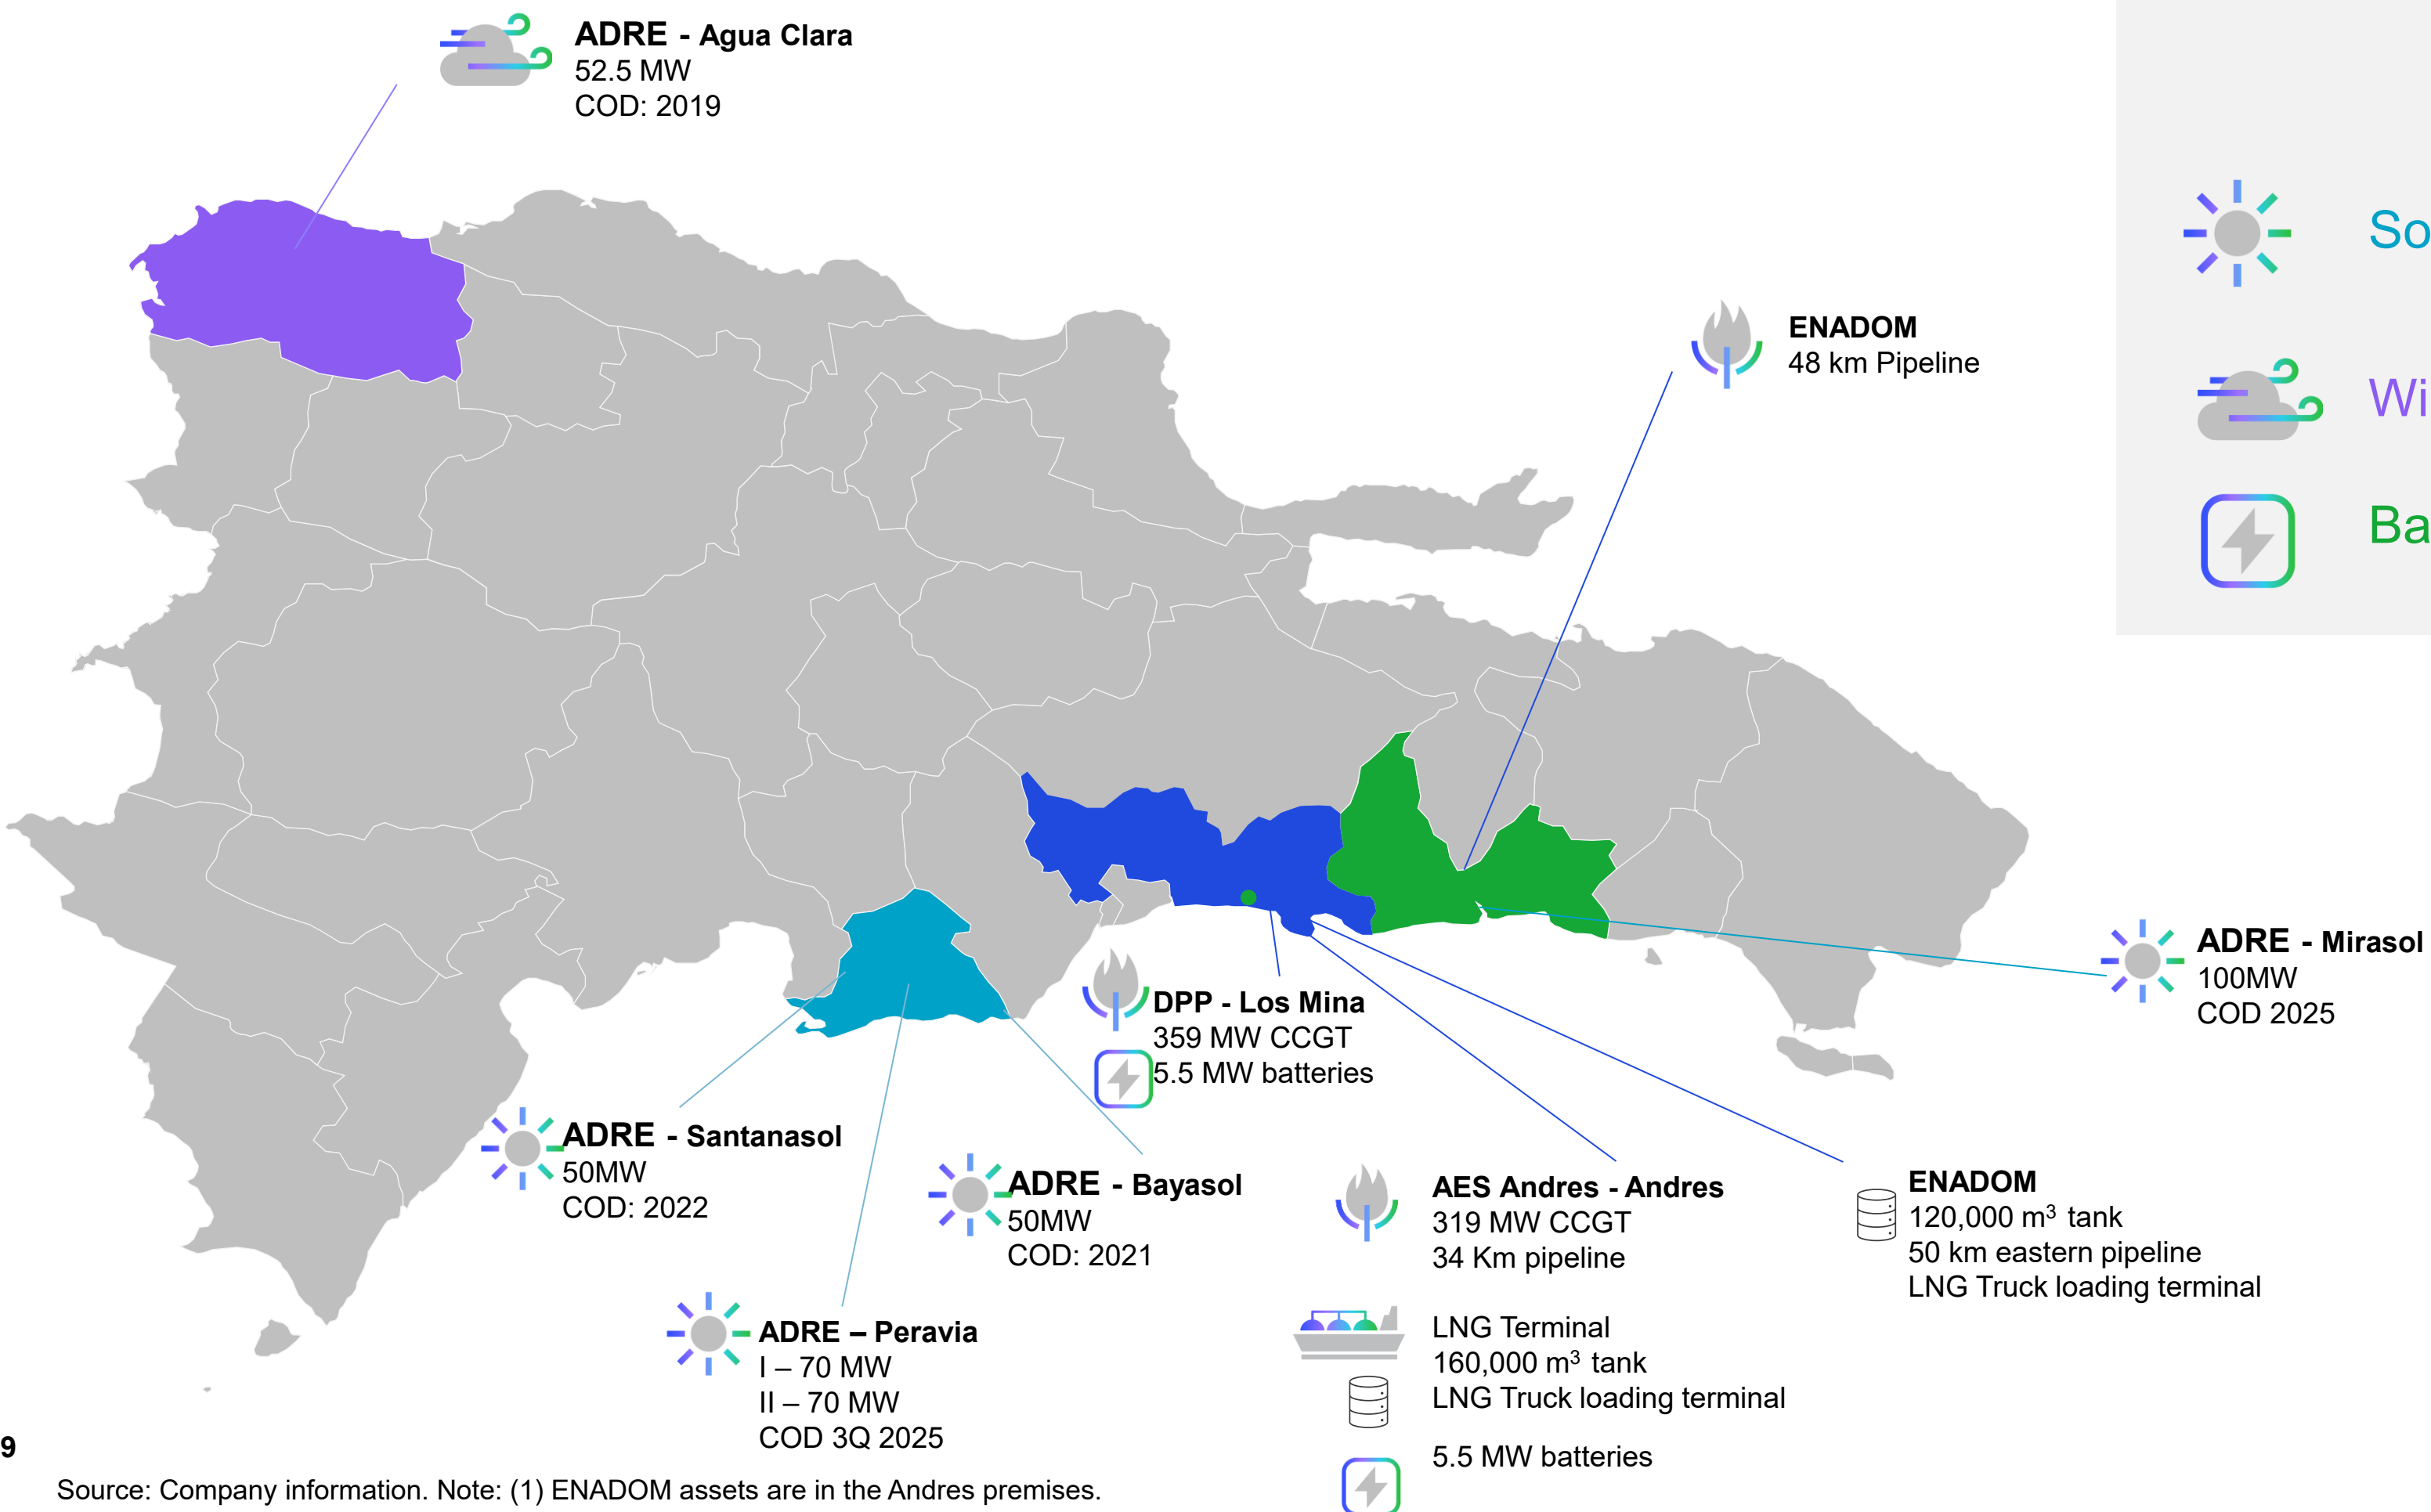 ADRE - Agua Clara
52.5 MW
COD: 2019
So
Wi
Ba
ENADOM
48 km Pipeline
ADRE - Mirasol
100MW
COD 2025
DPP - Los Mina
359 MW CCGT
5.5 MW batteries
ADRE - Santanasol
50MW
COD: 2022
ADRE - Bayasol
50MW
COD: 2021
ADRE – Peravia
I – 70 MW
II – 70 MW
COD 3Q 2025
AES Andres - Andres
319 MW CCGT
34 Km pipeline
LNG Terminal
160,000 m³ tank
LNG Truck loading terminal
5.5 MW batteries
ENADOM
120,000 m³ tank
50 km eastern pipeline
LNG Truck loading terminal
9
Source: Company information. Note: (1) ENADOM assets are in the Andres premises.